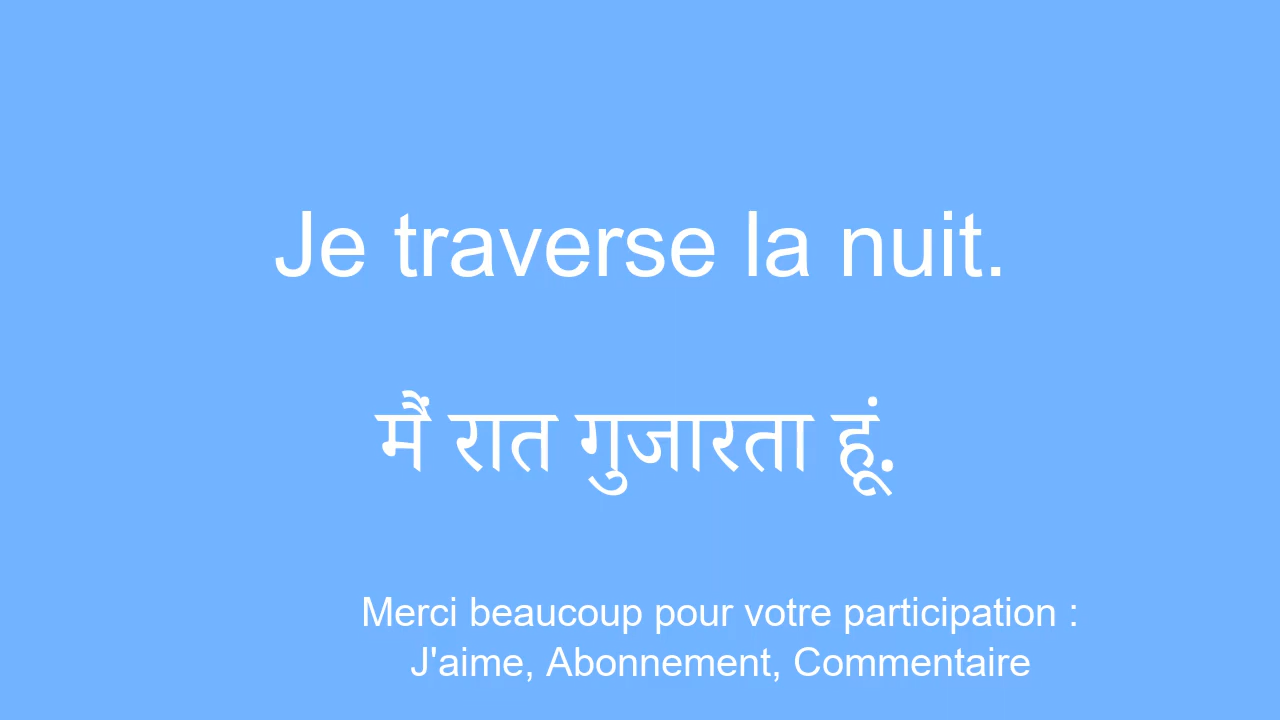 Je traverse la nuit.
मैं रात गुजारता हूं.
Merci beaucoup pour votre participation :
J'aime, Abonnement, Commentaire